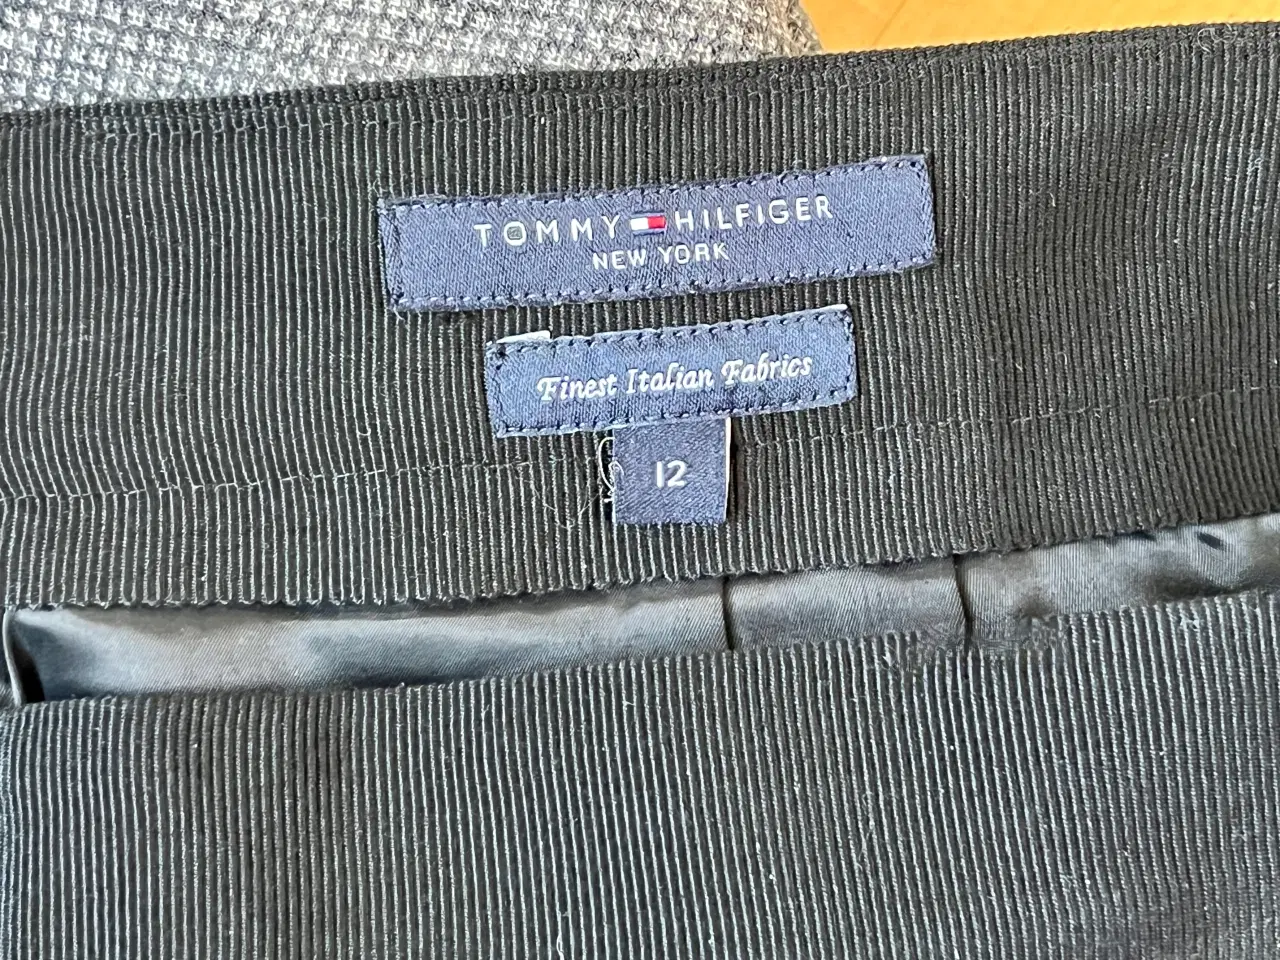 TOMMY HILFIGER
NEW YORK
Finest Italian Fabrics
12